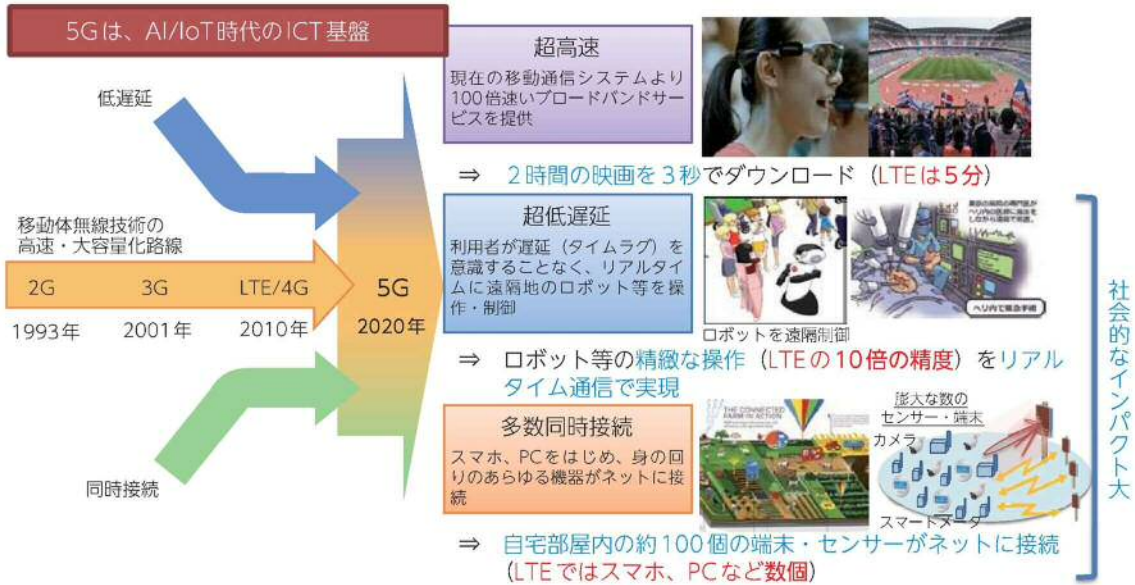 5Gは、AI/IoT時代のICT基盤
低遅延
移動体無線技術の
高速・大容量化路線
2G
3G
LTE/4G
5G
1993年
2001年
2010年
2020年
同時接続
超高速
現在の移動通信システムより
100倍速いブロードバンドサー
ビスを提供
⇒ 2時間の映画を3秒でダウンロード（LTEは5分）
超低遅延
利用者が遅延（タイムラグ）を
意識することなく、リアルタイ
ムに遠隔地のロボット等を操
作・制御
ロボットを遠隔制御
ヘリ内で緊急手術
⇒ ロボット等の精緻な操作（LTEの10倍の精度）をリアル
タイム通信で実現
多数同時接続
スマホ、PCをはじめ、身の回
りのあらゆる機器がネットに接
続
THE CONNECTED
FARM IN ACTION
膨大な数の
センサー・端末
カメラ
スマートメータ
⇒ 自宅部屋内の約100個の端末・センサーがネットに接続
（LTEではスマホ、PCなど数個）
社会的なインパクト大